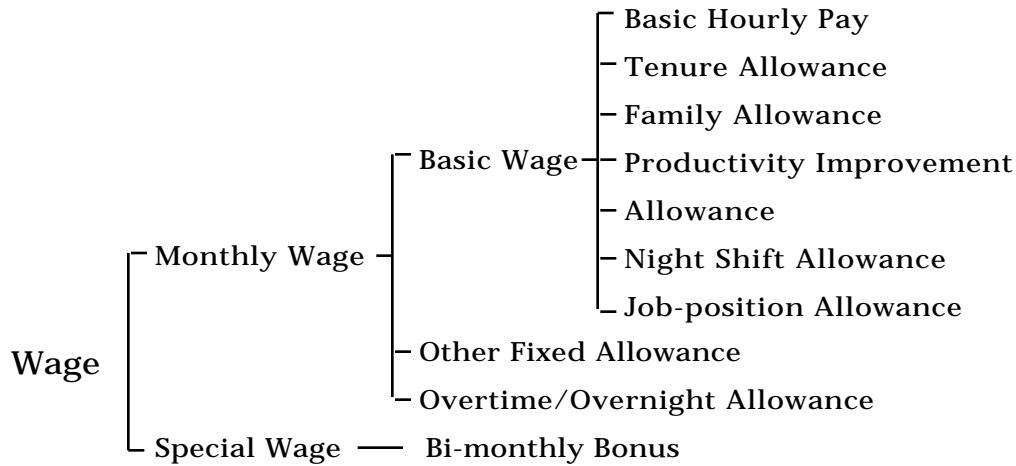 Basic Hourly Pay
Tenure Allowance
Family Allowance
Basic Wage
Productivity Improvement
Allowance
Monthly Wage
Night Shift Allowance
Job-position Allowance
Wage
Other Fixed Allowance
Overtime/Overnight Allowance
Special Wage
Bi-monthly Bonus